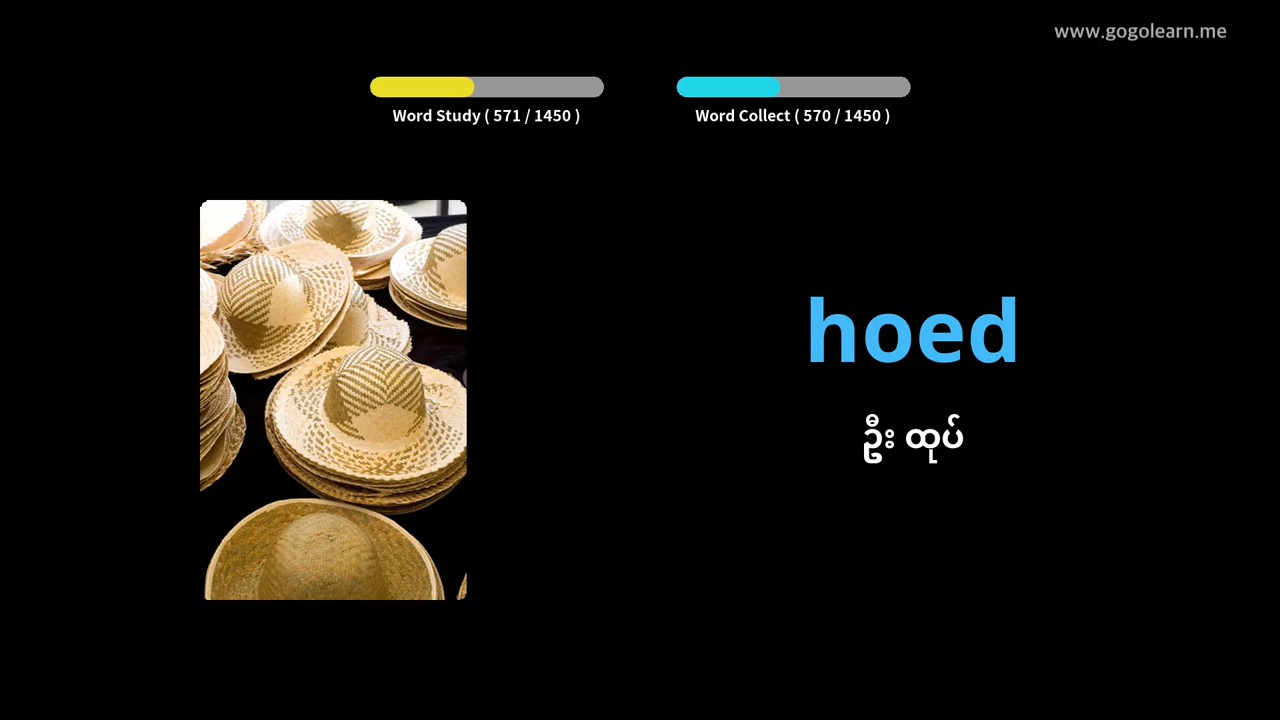 www.gogolearn.me
Word Study ( 571 / 1450 )
Word Collect ( 570 / 1450 )
hoed
ဦး ထုပ်